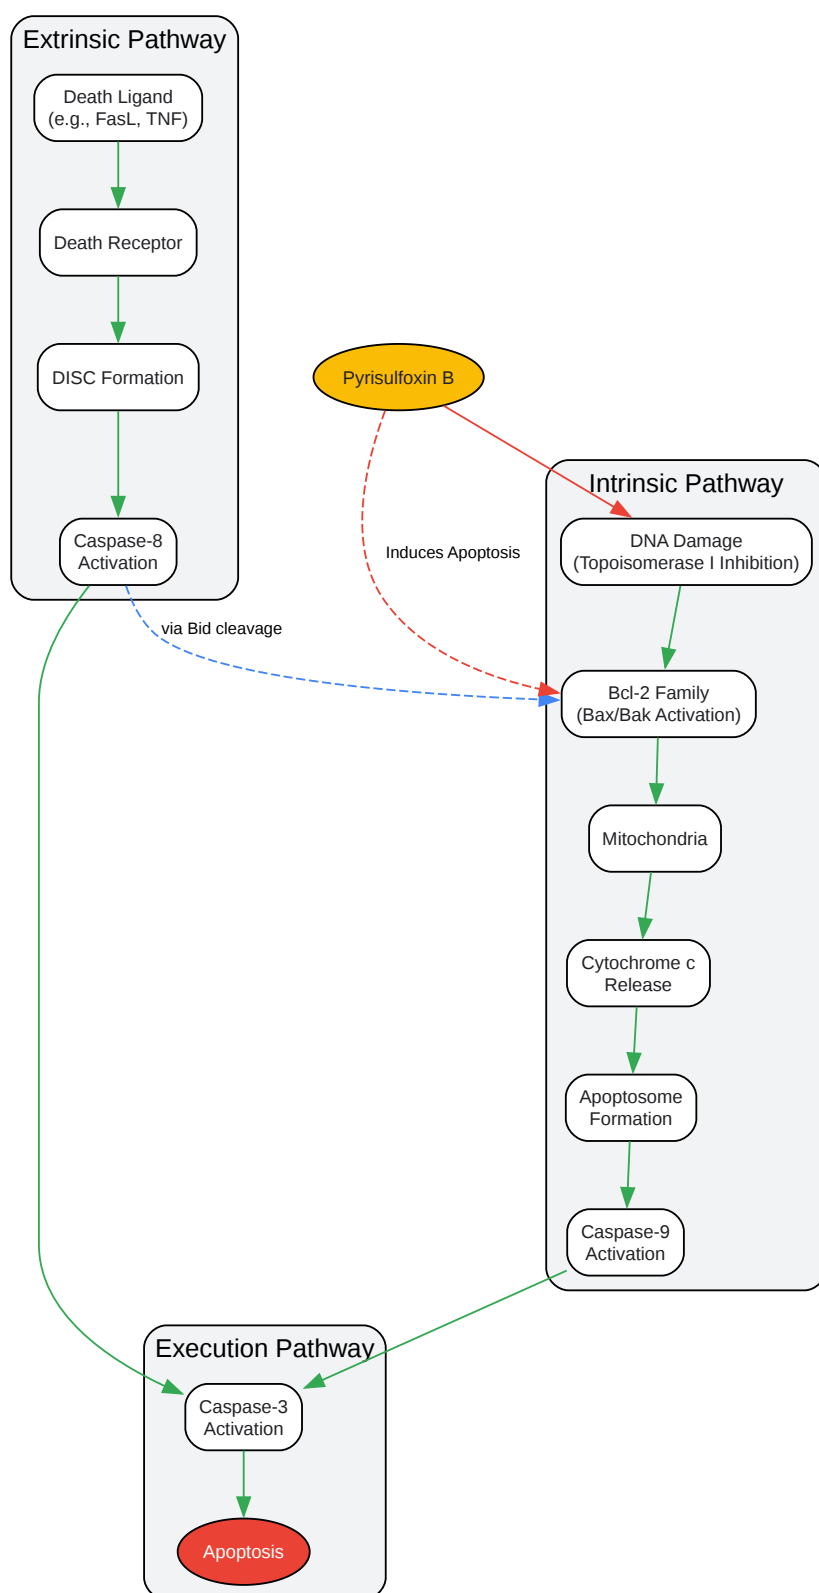 Extrinsic Pathway
Death Ligand
(e.g., FasL, TNF)
Death Receptor
DISC Formation
Caspase-8
Activation
via Bid cleavage
Pyrisulfoxin B
Induces Apoptosis
Intrinsic Pathway
DNA Damage
(Topoisomerase I Inhibition)
Bcl-2 Family
(Bax/Bak Activation)
Mitochondria
Cytochrome c
Release
Apoptosome
Formation
Caspase-9
Activation
Execution Pathway
Caspase-3
Activation
Apoptosis